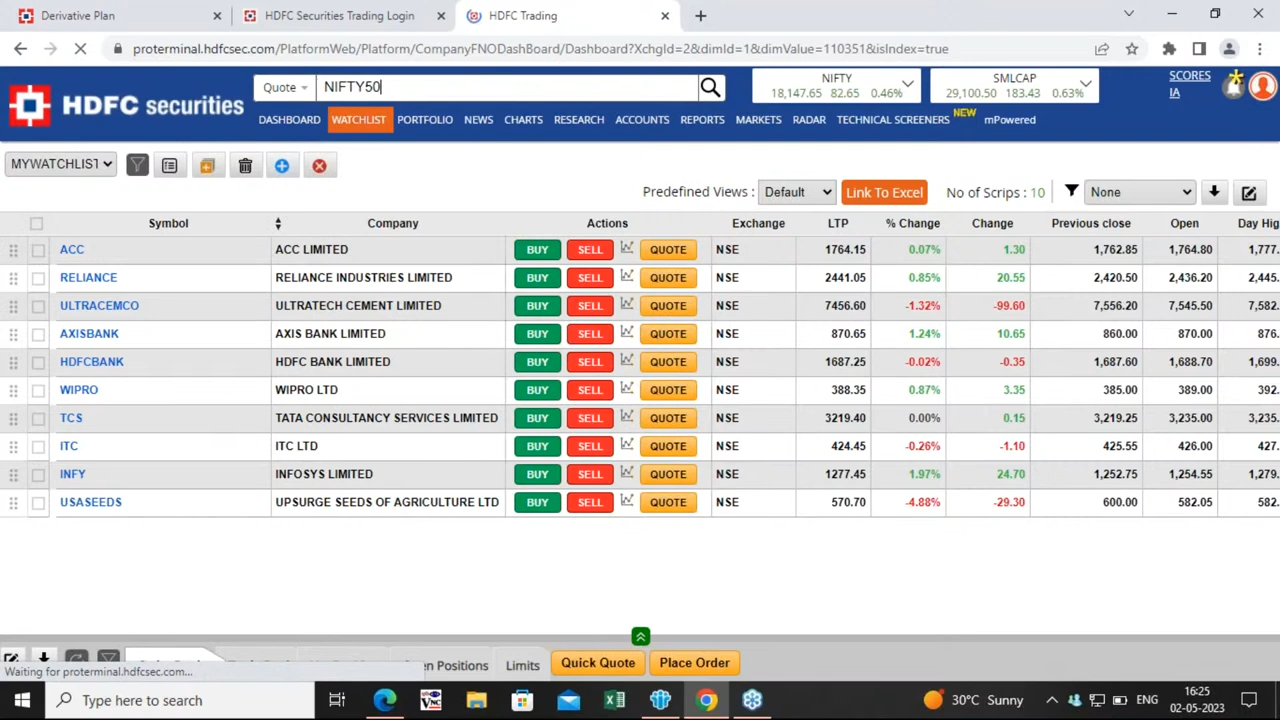 Derivative Plan
HDFC Securities Trading Login
HDFC Trading
proterminal.hdfcsec.com/PlatformWeb/Platform/CompanyFNODashBoard/Dashboard?XchgId=2&dimId=1&dimValue=110351&isIndex=true
HDFC securities
Quote
NIFTY50
NIFTY
18,147.65 82.65 0.46%
SMLCAP
29,100.50 183.43 0.63%
SCORES
IA
DASHBOARD WATCHLIST PORTFOLIO NEWS CHARTS RESEARCH ACCOUNTS REPORTS MARKETS RADAR TECHNICAL SCREENERS NEW mPowered
MYWATCHLIST
Predefined Views : Default Link To Excel No of Scrips : 10 None
Symbol Company Actions Exchange LTP % Change Change Previous close Open Day Hig
ACC ACC LIMITED BUY SELL QUOTE NSE 1764.15 0.07% 1.30 1,762.85 1,764.80 1,777.
RELIANCE RELIANCE INDUSTRIES LIMITED BUY SELL QUOTE NSE 2441.05 0.85% 20.55 2,420.50 2,436.20 2,445.
ULTRACEMCO ULTRATECH CEMENT LIMITED BUY SELL QUOTE NSE 7456.60 -1.32% -99.60 7,556.20 7,545.50 7,582.
AXISBANK AXIS BANK LIMITED BUY SELL QUOTE NSE 870.65 1.24% 10.65 860.00 870.00 876.
HDFCBANK HDFC BANK LIMITED BUY SELL QUOTE NSE 1687.25 -0.02% -0.35 1,687.60 1,688.70 1,699.
WIPRO WIPRO LTD BUY SELL QUOTE NSE 388.35 0.87% 3.35 385.00 389.00 392.
TCS TATA CONSULTANCY SERVICES LIMITED BUY SELL QUOTE NSE 3219.40 0.00% 0.15 3,219.25 3,235.00 3,235.
ITC ITC LTD BUY SELL QUOTE NSE 424.45 -0.26% -1.10 425.55 426.00 427.
INFY INFOSYS LIMITED BUY SELL QUOTE NSE 1277.45 1.97% 24.70 1,252.75 1,254.55 1,279.
USASEEDS UPSURGE SEEDS OF AGRICULTURE LTD BUY SELL QUOTE NSE 570.70 -4.88% -29.30 600.00 582.05 582.
en Positions Limits Quick Quote Place Order
Waiting for proterminal.hdfcsec.com...
Type here to search
30°C Sunny
ENG
16:25
02-05-2023